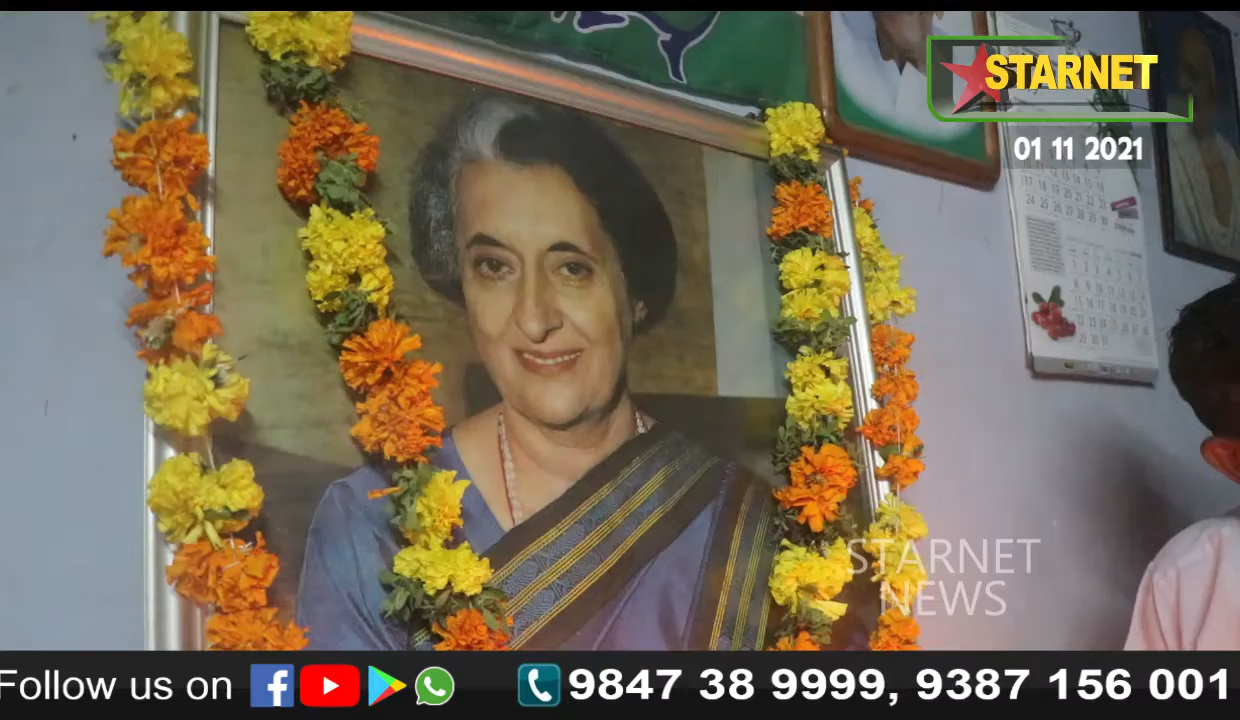 STARNET
01 11 2021
STARNET
NEWS
Follow us on
9847 38 9999, 9387 156 001